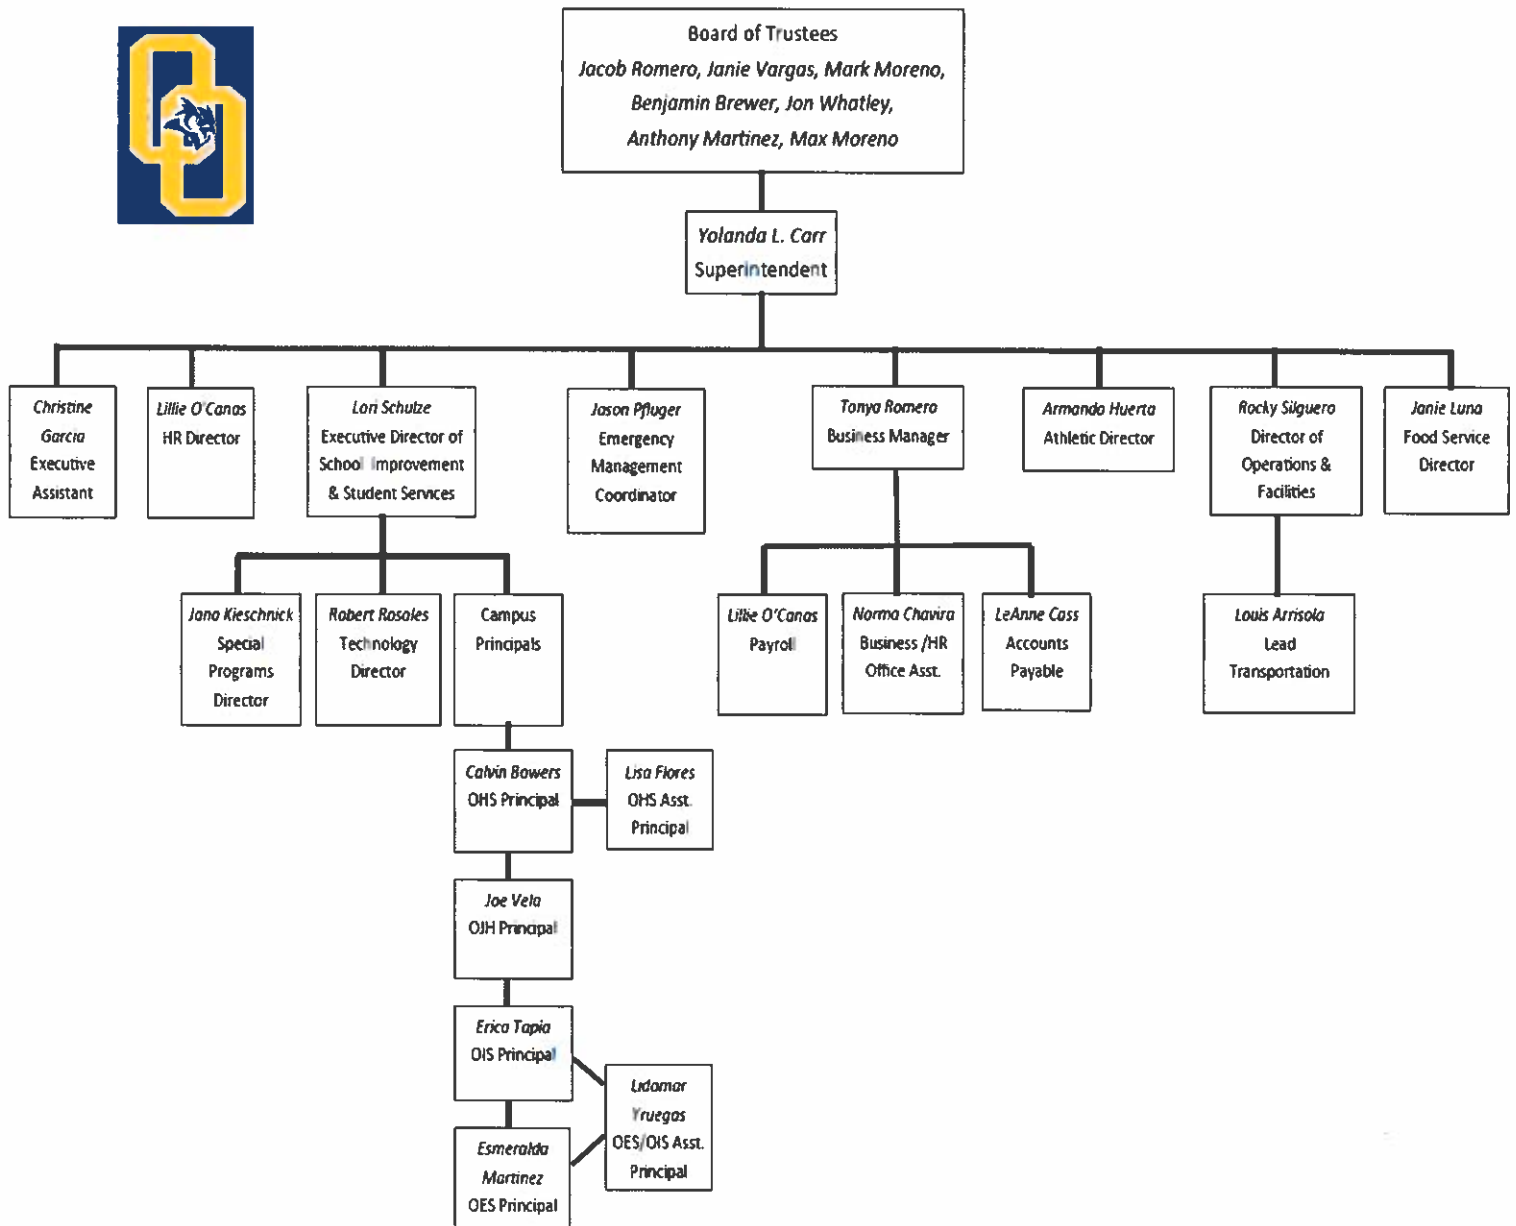 Board of Trustees
Jacob Romero, Janie Vargas, Mark Moreno,
Benjamin Brewer, Jon Whatley,
Anthony Martinez, Max Moreno
Yolanda L. Carr
Superintendent
Christine
Garcia
Executive
Assistant
Lillie O'Canas
HR Director
Lori Schulze
Executive Director of
School Improvement
& Student Services
Jason Pfluger
Emergency
Management
Coordinator
Tonya Romero
Business Manager
Armando Huerta
Athletic Director
Rocky Silguero
Director of
Operations &
Facilities
Janie Luna
Food Service
Director
Jana Kieschnick
Special
Programs
Director
Robert Rosales
Technology
Director
Campus
Principals
Lillie O'Canas
Payroll
Norma Chavira
Business /HR
Office Asst.
LeAnne Cass
Accounts
Payable
Louis Arrisola
Lead
Transportation
Calvin Bowers
OHS Principal
Lisa Flores
OHS Asst.
Principal
Joe Vela
OJH Principal
Erica Tapia
OIS Principal
Lidamar
Yruegas
OES/OIS Asst.
Principal
Esmeralda
Martinez
OES Principal